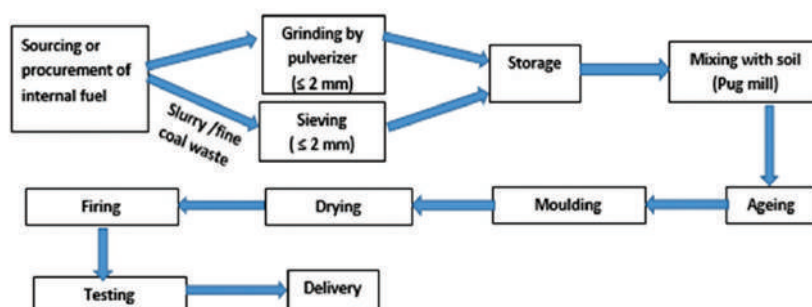 Sourcing or
procurement of
internal fuel
Grinding by
pulverizer
(≤ 2 mm)
Slurry /fine
coal waste
Sieving
( ≤ 2 mm)
Storage
Mixing with soil
(Pug mill)
Firing
Drying
Moulding
Ageing
Testing
Delivery